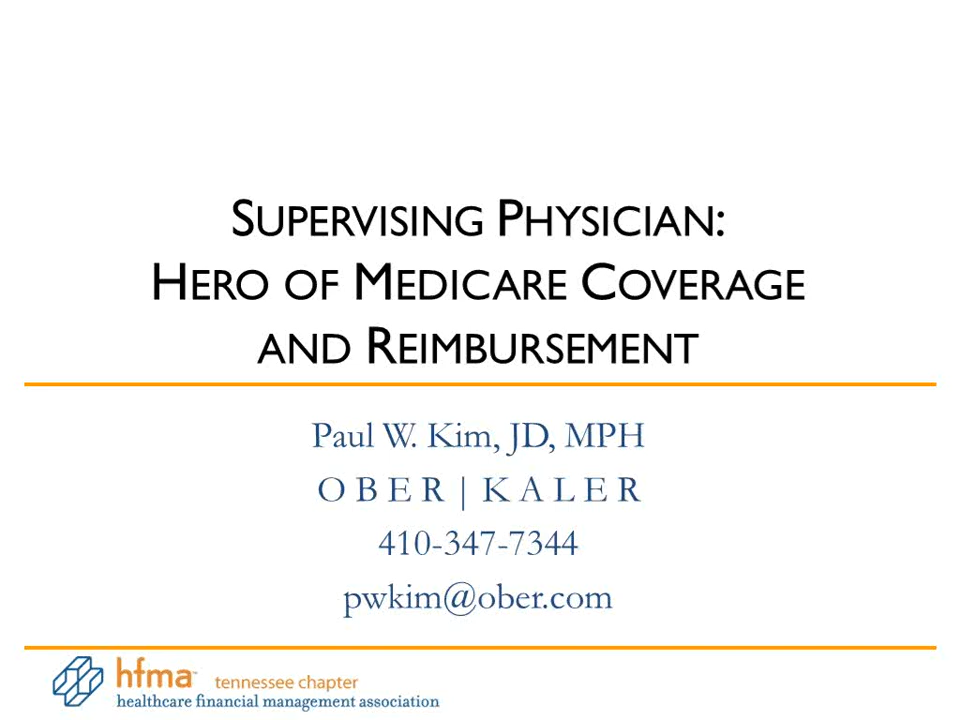 SUPERVISING PHYSICIAN:
HERO OF MEDICARE COVERAGE
AND REIMBURSEMENT
Paul W. Kim, JD, MPH
O B E R | K A L E R
410-347-7344
pwkim@ober.com
hfma™ tennessee chapter
healthcare financial management association